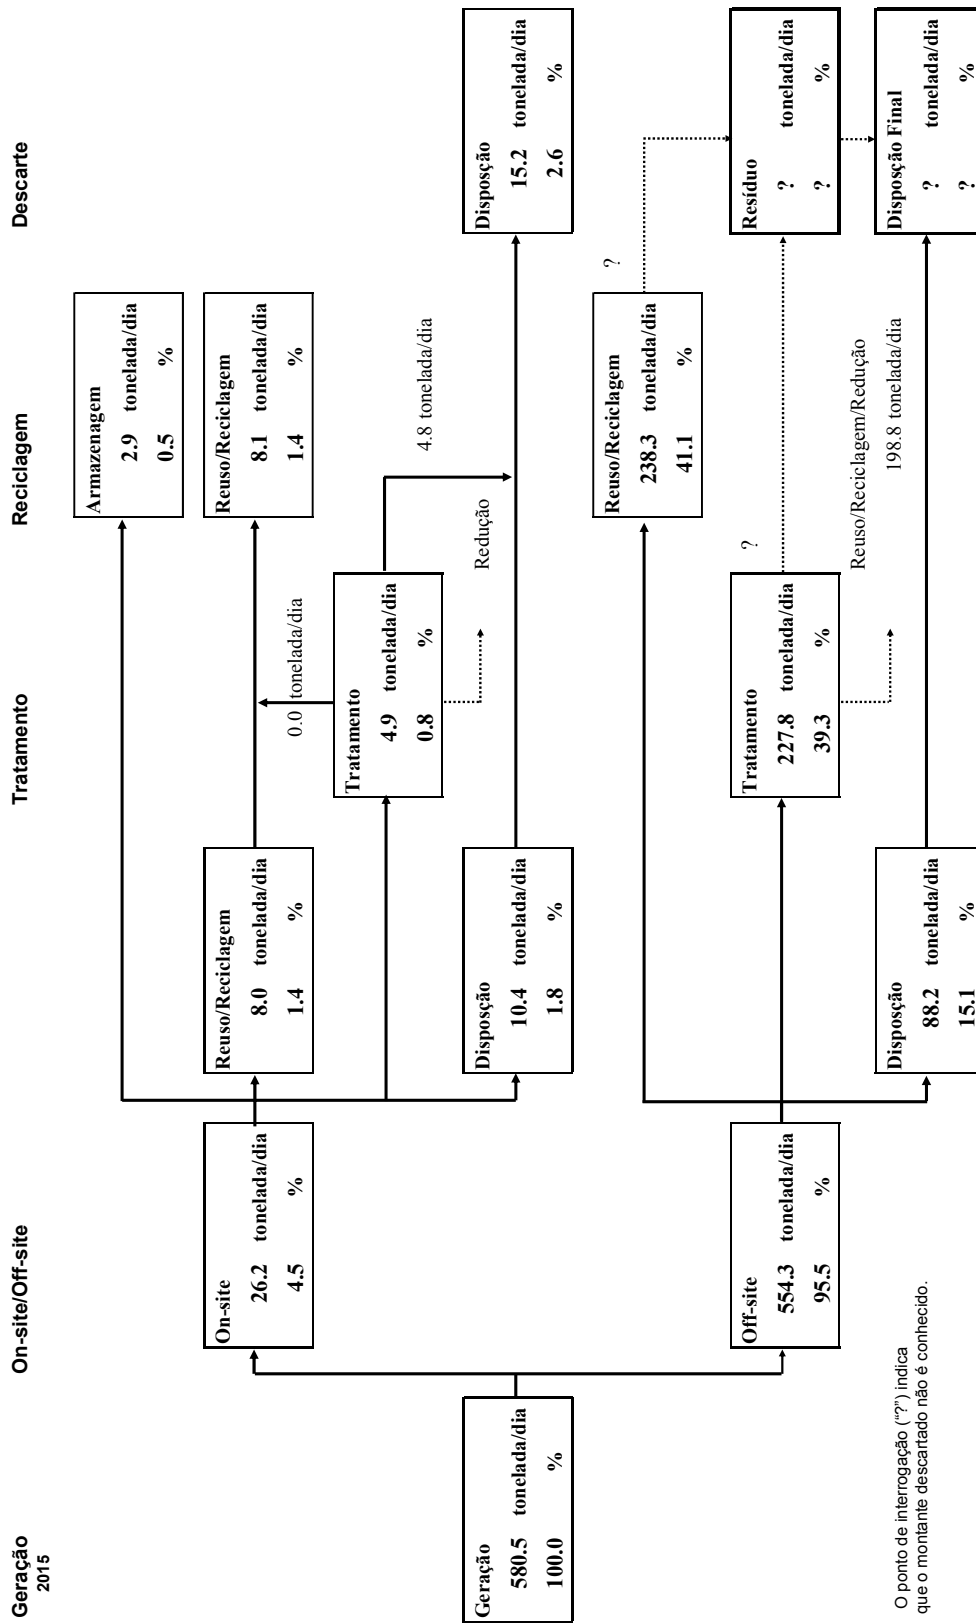 Geração
2015
On-site/Off-site
Tratamento
Reciclagem
Descarte
Geração
580.5 tonelada/dia
100.0 %
On-site
26.2 tonelada/dia
4.5 %
Off-site
554.3 tonelada/dia
95.5 %
Reuso/Reciclagem
8.0 tonelada/dia
1.4 %
Disposção
10.4 tonelada/dia
1.8 %
Disposção
88.2 tonelada/dia
15.1 %
0.0 tonelada/dia
Tratamento
4.9 tonelada/dia
0.8 %
Tratamento
227.8 tonelada/dia
39.3 %
Armazenagem
2.9 tonelada/dia
0.5 %
Reuso/Reciclagem
8.1 tonelada/dia
1.4 %
4.8 tonelada/dia
Redução
Reuso/Reciclagem
238.3 tonelada/dia
41.1 %
?
?
Reuso/Reciclagem/Redução
198.8 tonelada/dia
Disposção
15.2 tonelada/dia
2.6 %
Resíduo
? tonelada/dia
? %
Disposção Final
? tonelada/dia
? %
O ponto de interrogação (“?”) indica
que o montante descartado não é conhecido.